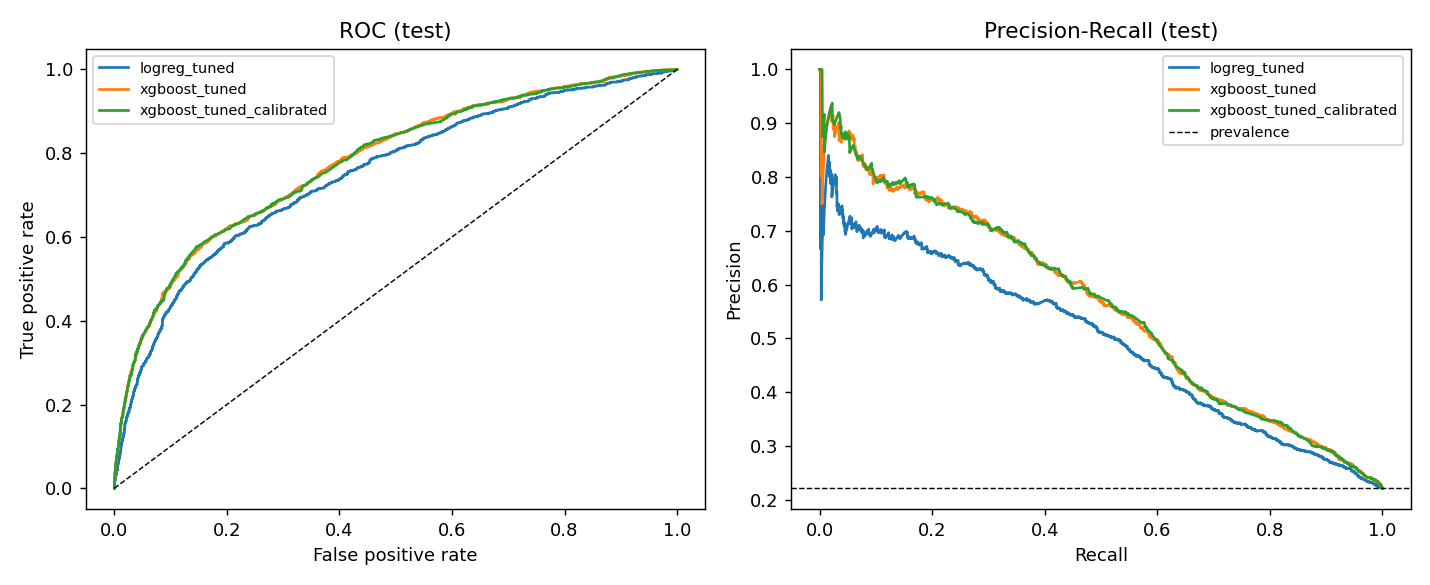 ROC (test)
logreg_tuned
xgboost_tuned
xgboost_tuned_calibrated
1.0
0.8
0.6
0.4
0.2
0.0
True positive rate
0.0
0.2
0.4
0.6
0.8
1.0
False positive rate
Precision-Recall (test)
logreg_tuned
xgboost_tuned
xgboost_tuned_calibrated
prevalence
1.0
0.9
0.8
0.7
0.6
0.5
0.4
0.3
0.2
Precision
0.0
0.2
0.4
0.6
0.8
1.0
Recall